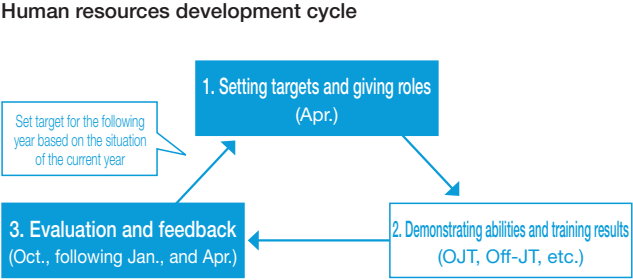 Human resources development cycle
1. Setting targets and giving roles
(Apr.)
Set target for the following
year based on the situation
of the current year
3. Evaluation and feedback
(Oct., following Jan., and Apr.)
2. Demonstrating abilities and training results
(OJT, Off-JT, etc.)